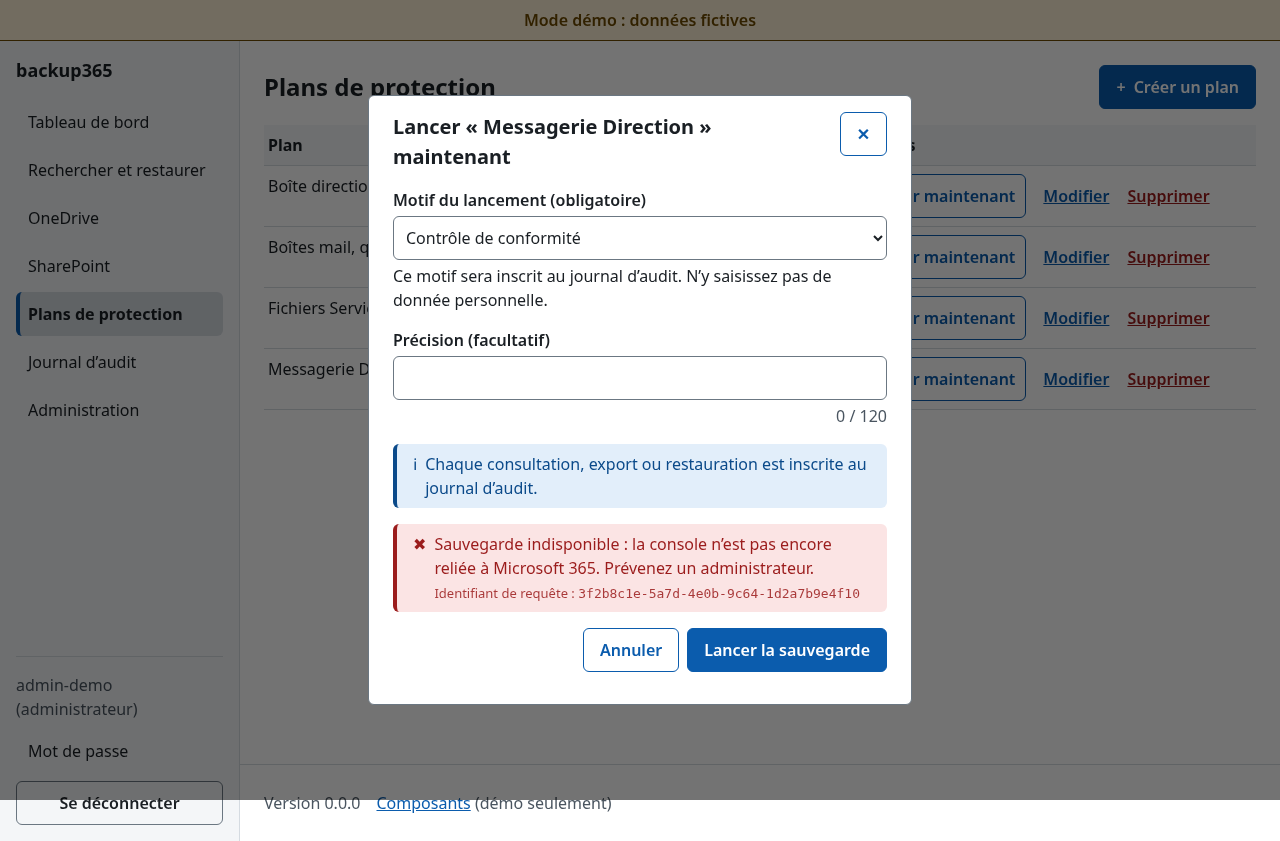 Mode démo : données fictives
backup365
Tableau de bord
Rechercher et restaurer
OneDrive
SharePoint
Plans de protection
Journal d’audit
Administration
admin-demo
(administrateur)
Mot de passe
Se déconnecter
Plans de protection
+ Créer un plan
Plan
Boîte directio
r maintenant
Modifier
Supprimer
Boîtes mail, q
r maintenant
Modifier
Supprimer
Fichiers Servi
r maintenant
Modifier
Supprimer
Messagerie D
r maintenant
Modifier
Supprimer
Lancer « Messagerie Direction »
maintenant
×
Motif du lancement (obligatoire)
Contrôle de conformité
Ce motif sera inscrit au journal d’audit. N’y saisissez pas de
donnée personnelle.
Précision (facultatif)
0 / 120
i Chaque consultation, export ou restauration est inscrite au
journal d’audit.
✖ Sauvegarde indisponible : la console n’est pas encore
reliée à Microsoft 365. Prévenez un administrateur.
Identifiant de requête : 3f2b8c1e-5a7d-4e0b-9c64-1d2a7b9e4f10
Annuler
Lancer la sauvegarde
Version 0.0.0 Composants (démo seulement)